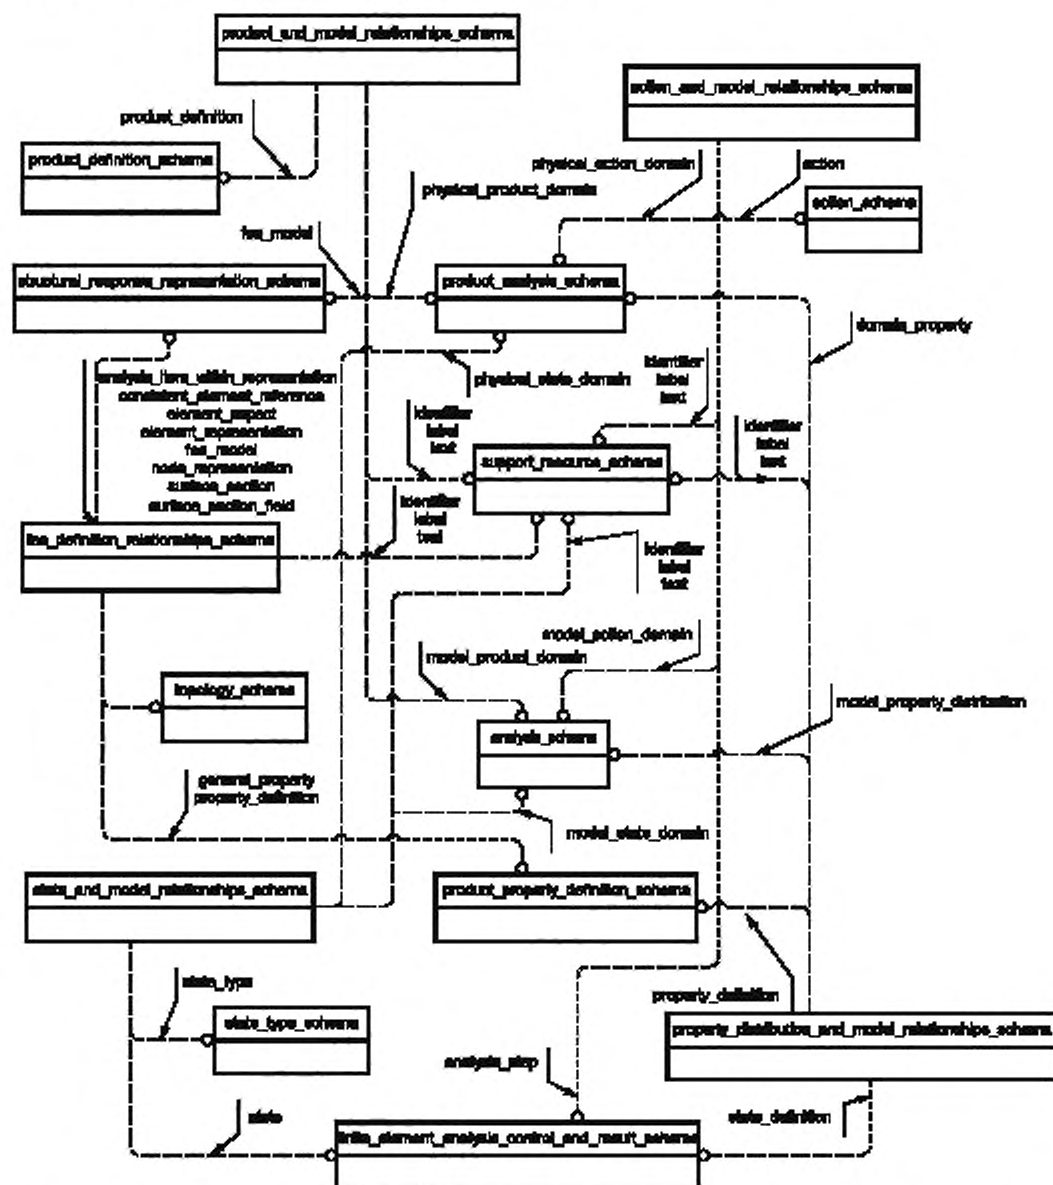 product_and_model_relationships_schema
action_and_model_relationships_schema
product_definition
product_definition_schema
physical_action_domain
action
physical_product_domain
action_schema
fea_model
structural_response_representation_schema
product_analysis_schema
domain_property
analysis_item_within_representation
consistent_element_reference
element_aspect
element_representation
fea_model
node_representation
surface_section
surface_section_field
physical_state_domain
identifier
label
text
identifier
label
text
identifier
label
text
support_resource_schema
identifier
label
text
fea_definition_relationships_schema
identifier
label
text
model_action_domain
model_product_domain
topology_schema
model_property_distribution
analysis_schema
general_property
property_definition
model_state_domain
state_and_model_relationships_schema
product_property_definition_schema
state_type
property_definition
state_type_schema
property_distribution_and_model_relationships_schema
analysis_step
state
state_definition
finite_element_analysis_control_and_result_schema